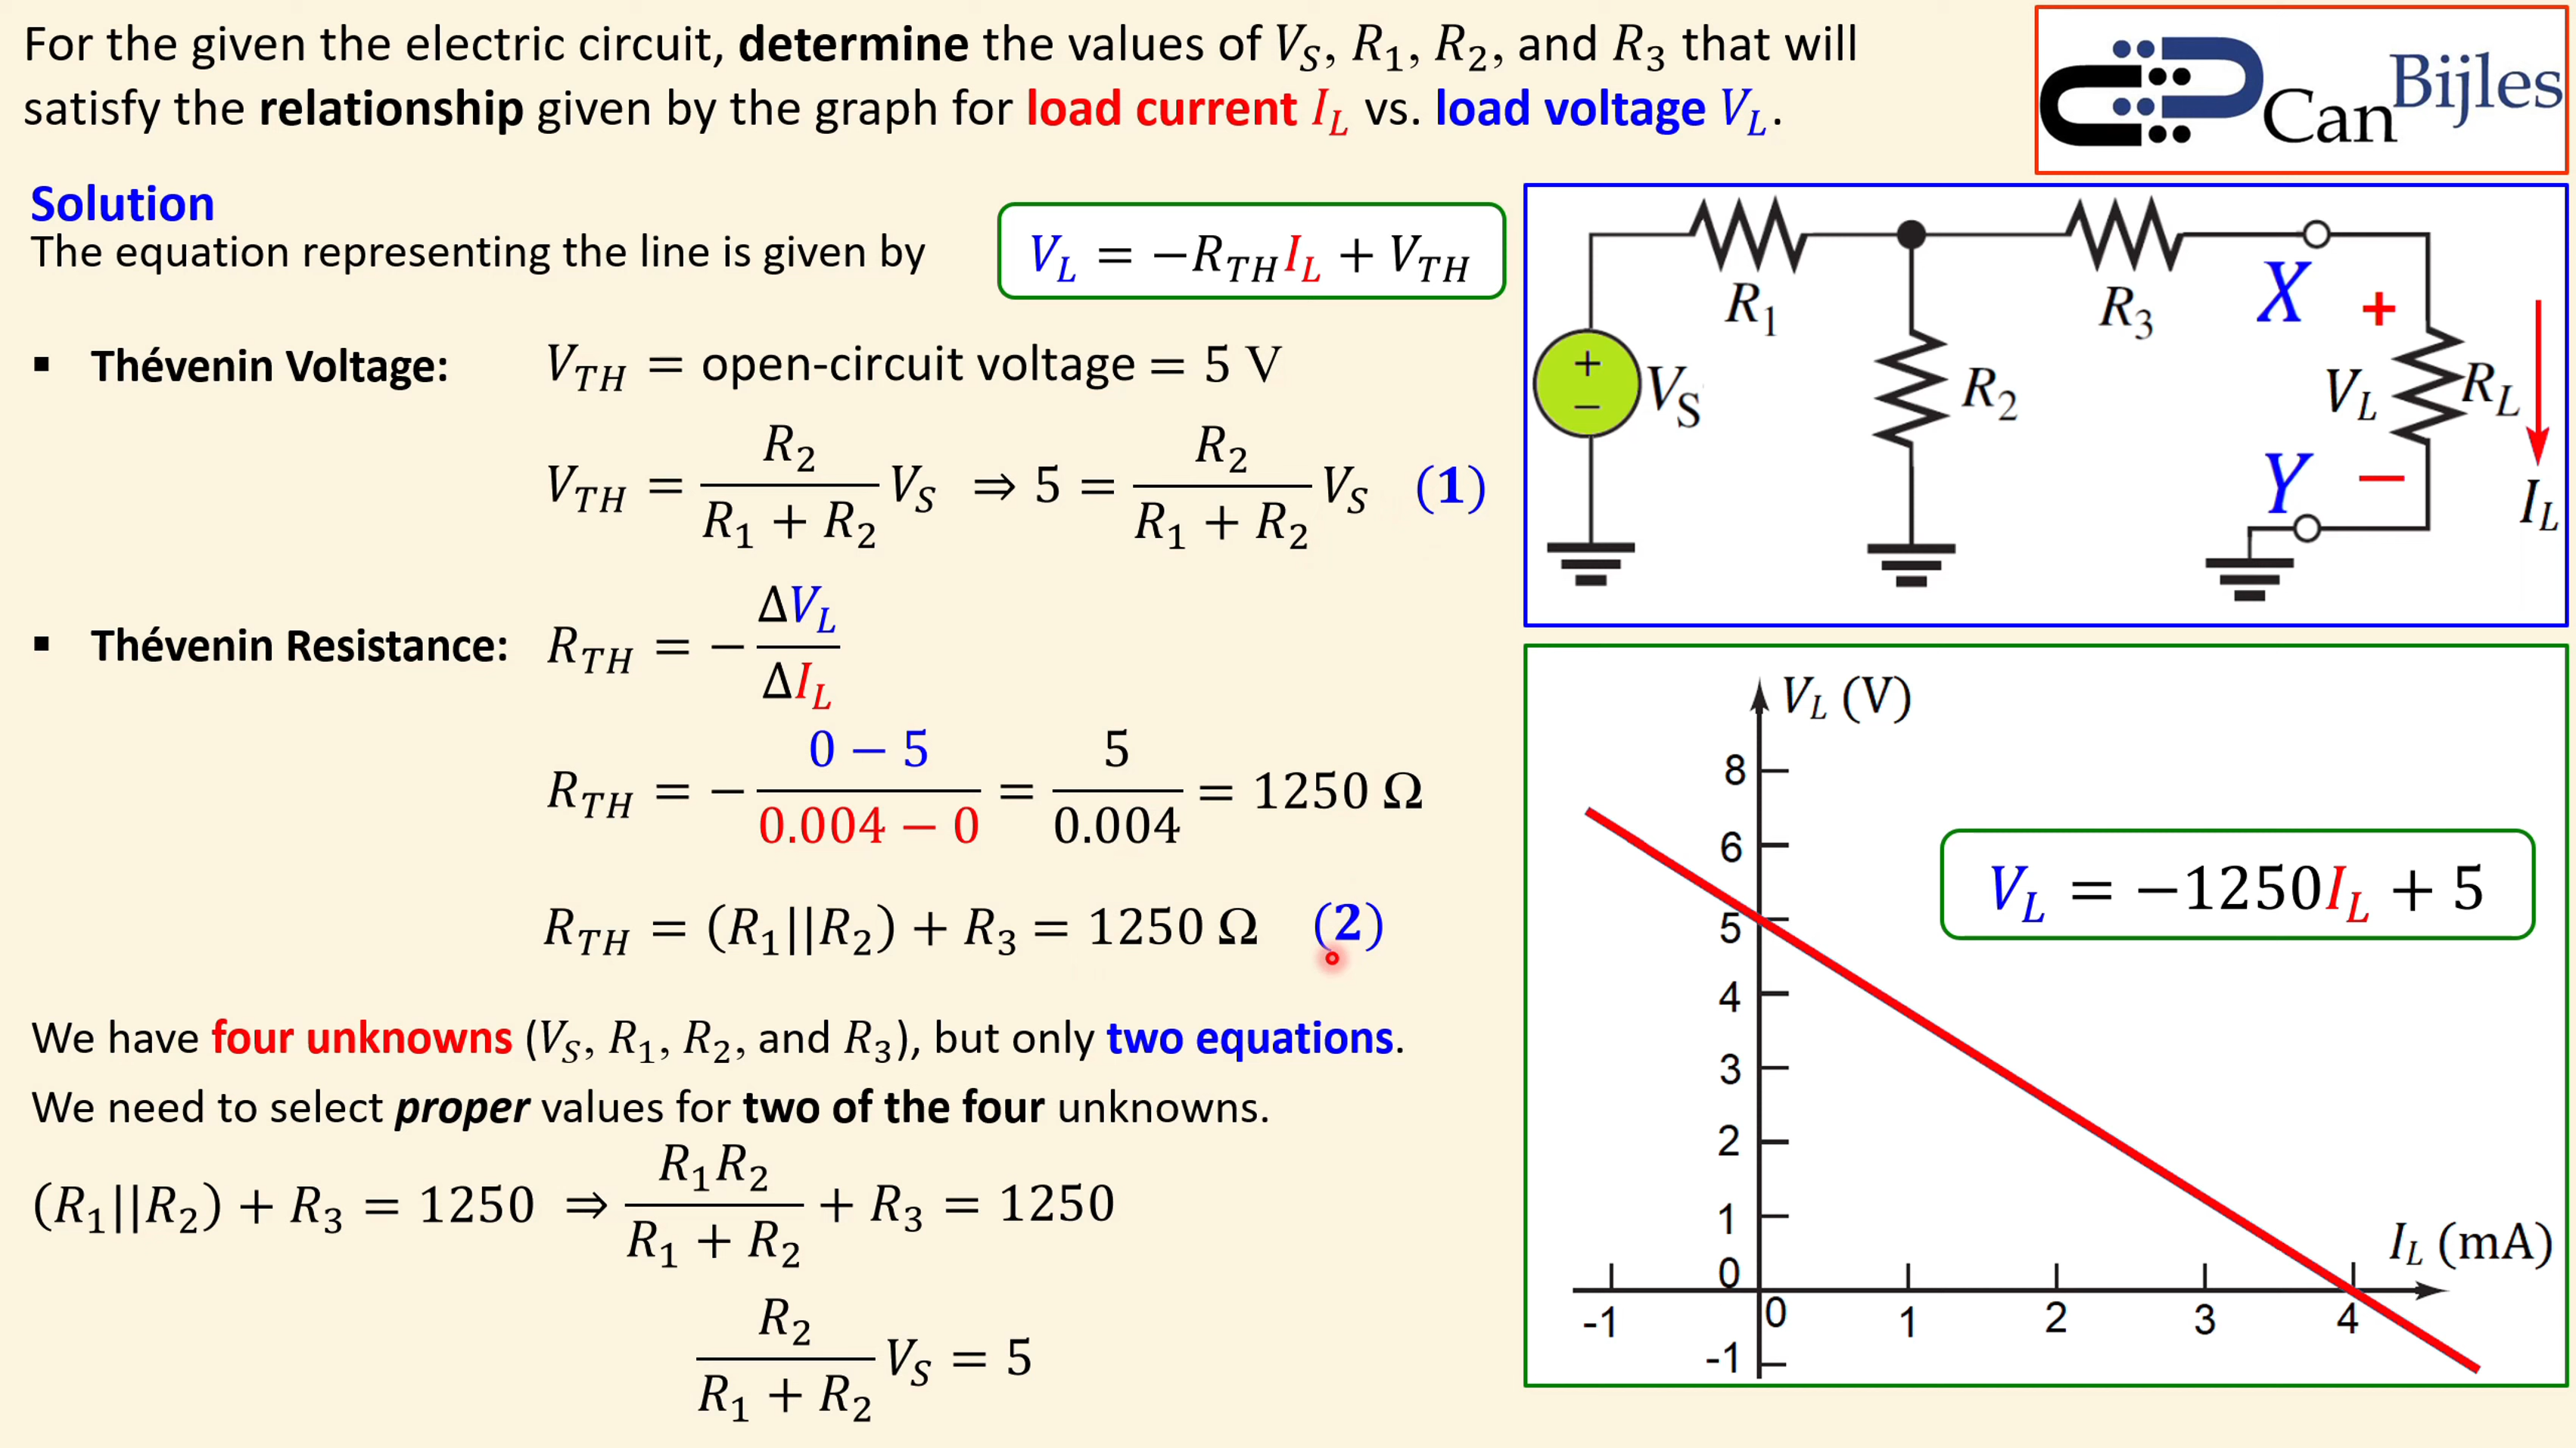 For the given the electric circuit, determine the values of V_S, R_1, R_2, and R_3 that will
satisfy the relationship given by the graph for load current I_L vs. load voltage V_L.
Can Bijles
Solution
The equation representing the line is given by
V_L = −R_TH I_L + V_TH
▪ Thévenin Voltage: V_TH = open-circuit voltage = 5 V
V_TH = R_2 / (R_1 + R_2) V_S ⇒ 5 = R_2 / (R_1 + R_2) V_S (1)
▪ Thévenin Resistance: R_TH = − ΔV_L / ΔI_L
R_TH = − (0 − 5) / (0.004 − 0) = 5 / 0.004 = 1250 Ω
R_TH = (R_1||R_2) + R_3 = 1250 Ω (2)
We have four unknowns (V_S, R_1, R_2, and R_3), but only two equations.
We need to select proper values for two of the four unknowns.
(R_1||R_2) + R_3 = 1250 ⇒ R_1 R_2 / (R_1 + R_2) + R_3 = 1250
R_2 / (R_1 + R_2) V_S = 5
R_1
R_3
X
+
+
−
V_S
R_2
V_L
R_L
Y
−
I_L
V_L (V)
8
6
V_L = −1250I_L + 5
5
4
3
2
1
I_L (mA)
0
-1
0
1
2
3
4
-1